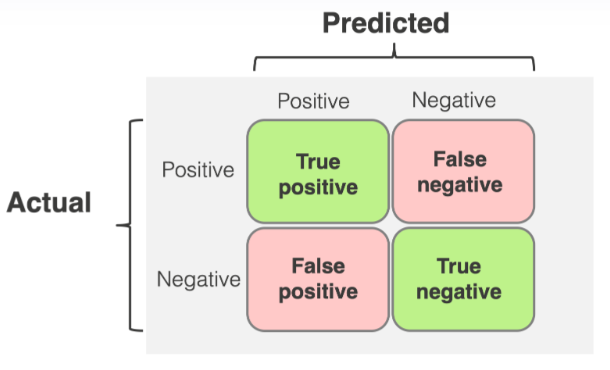 Predicted
Positive Negative
Positive
True
positive
False
negative
Actual
Negative
False
positive
True
negative